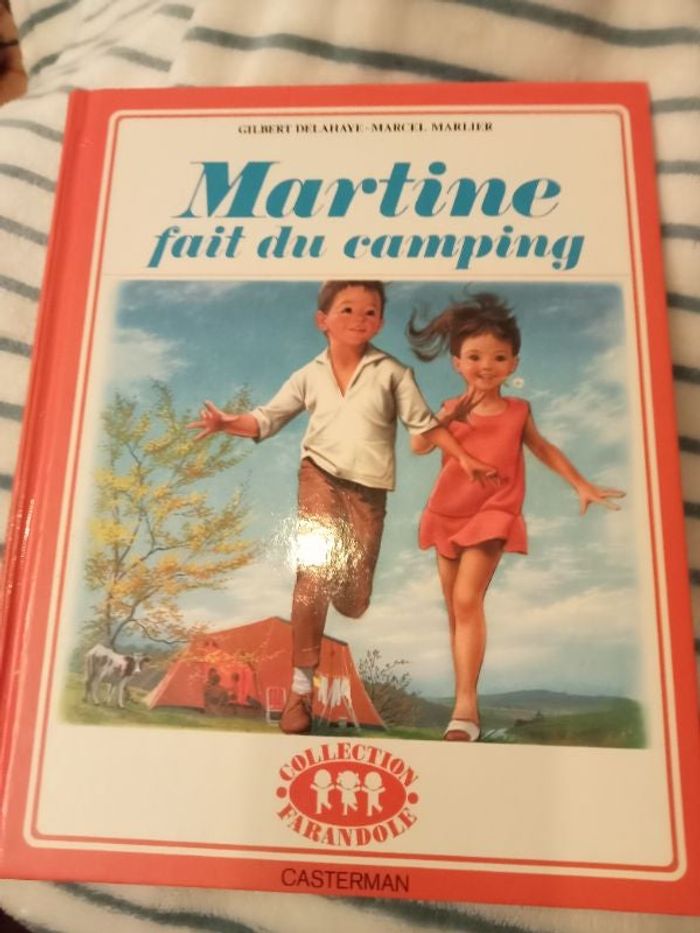 GILBERT DELAHAYE - MARCEL MARLIER
Martine
fait du camping
COLLECTION
FARANDOLE
CASTERMAN